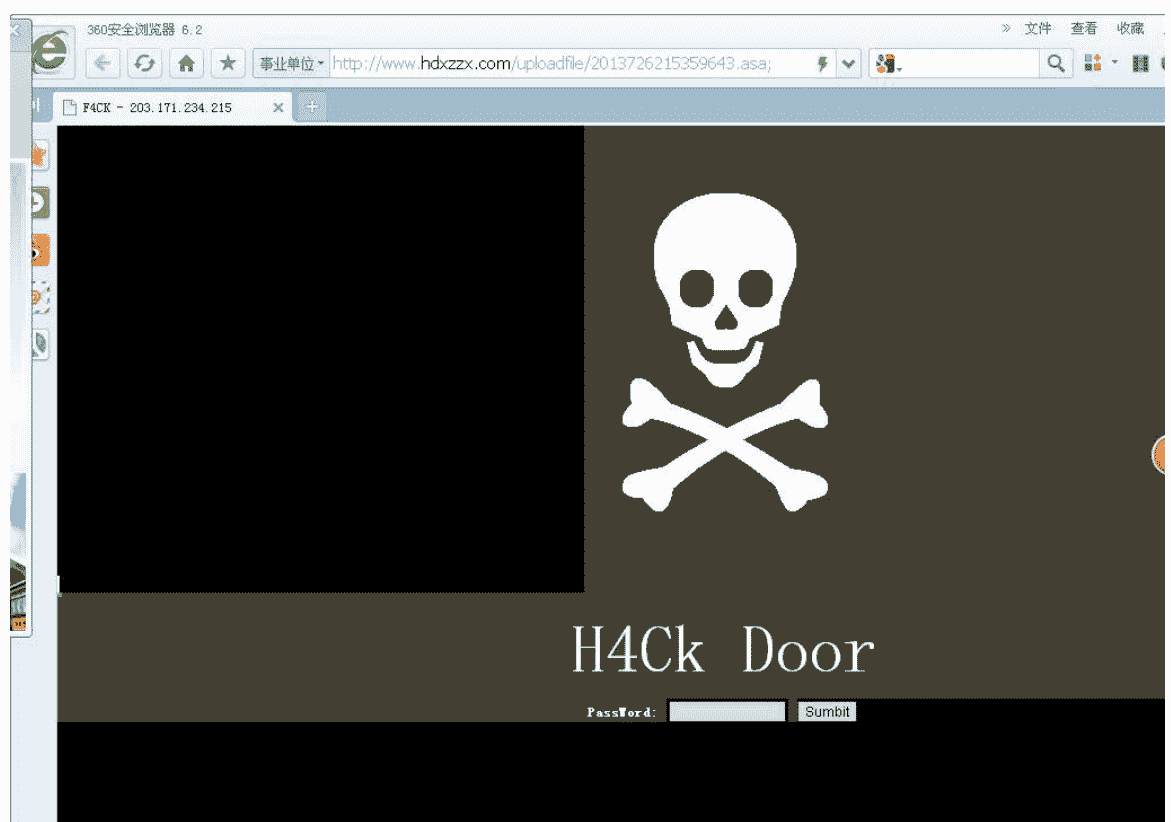 360安全浏览器 6.2
» 文件 查看 收藏
事业单位 http://www.hdxzzx.com/uploadfile/2013726215359643.asa;
F4CK - 203.171.234.215
H4Ck Door
PassWord: Sumbit